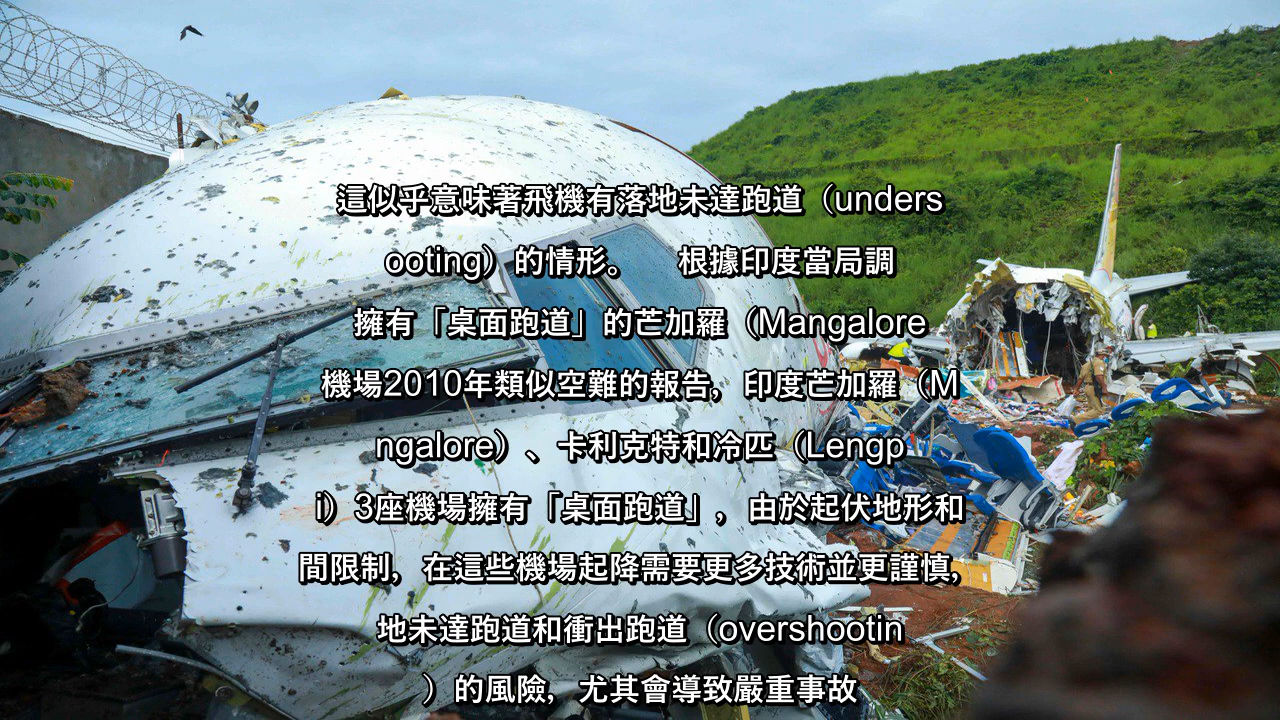 這似乎意味著飛機有落地未達跑道（unders
ooting）的情形。　　根據印度當局調
擁有「桌面跑道」的芒加羅（Mangalore
機場2010年類似空難的報告，印度芒加羅（M
ngalore）、卡利克特和冷匹（Lengp
i）3座機場擁有「桌面跑道」，由於起伏地形和
間限制，在這些機場起降需要更多技術並更謹慎，
地未達跑道和衝出跑道（overshootin
）的風險，尤其會導致嚴重事故